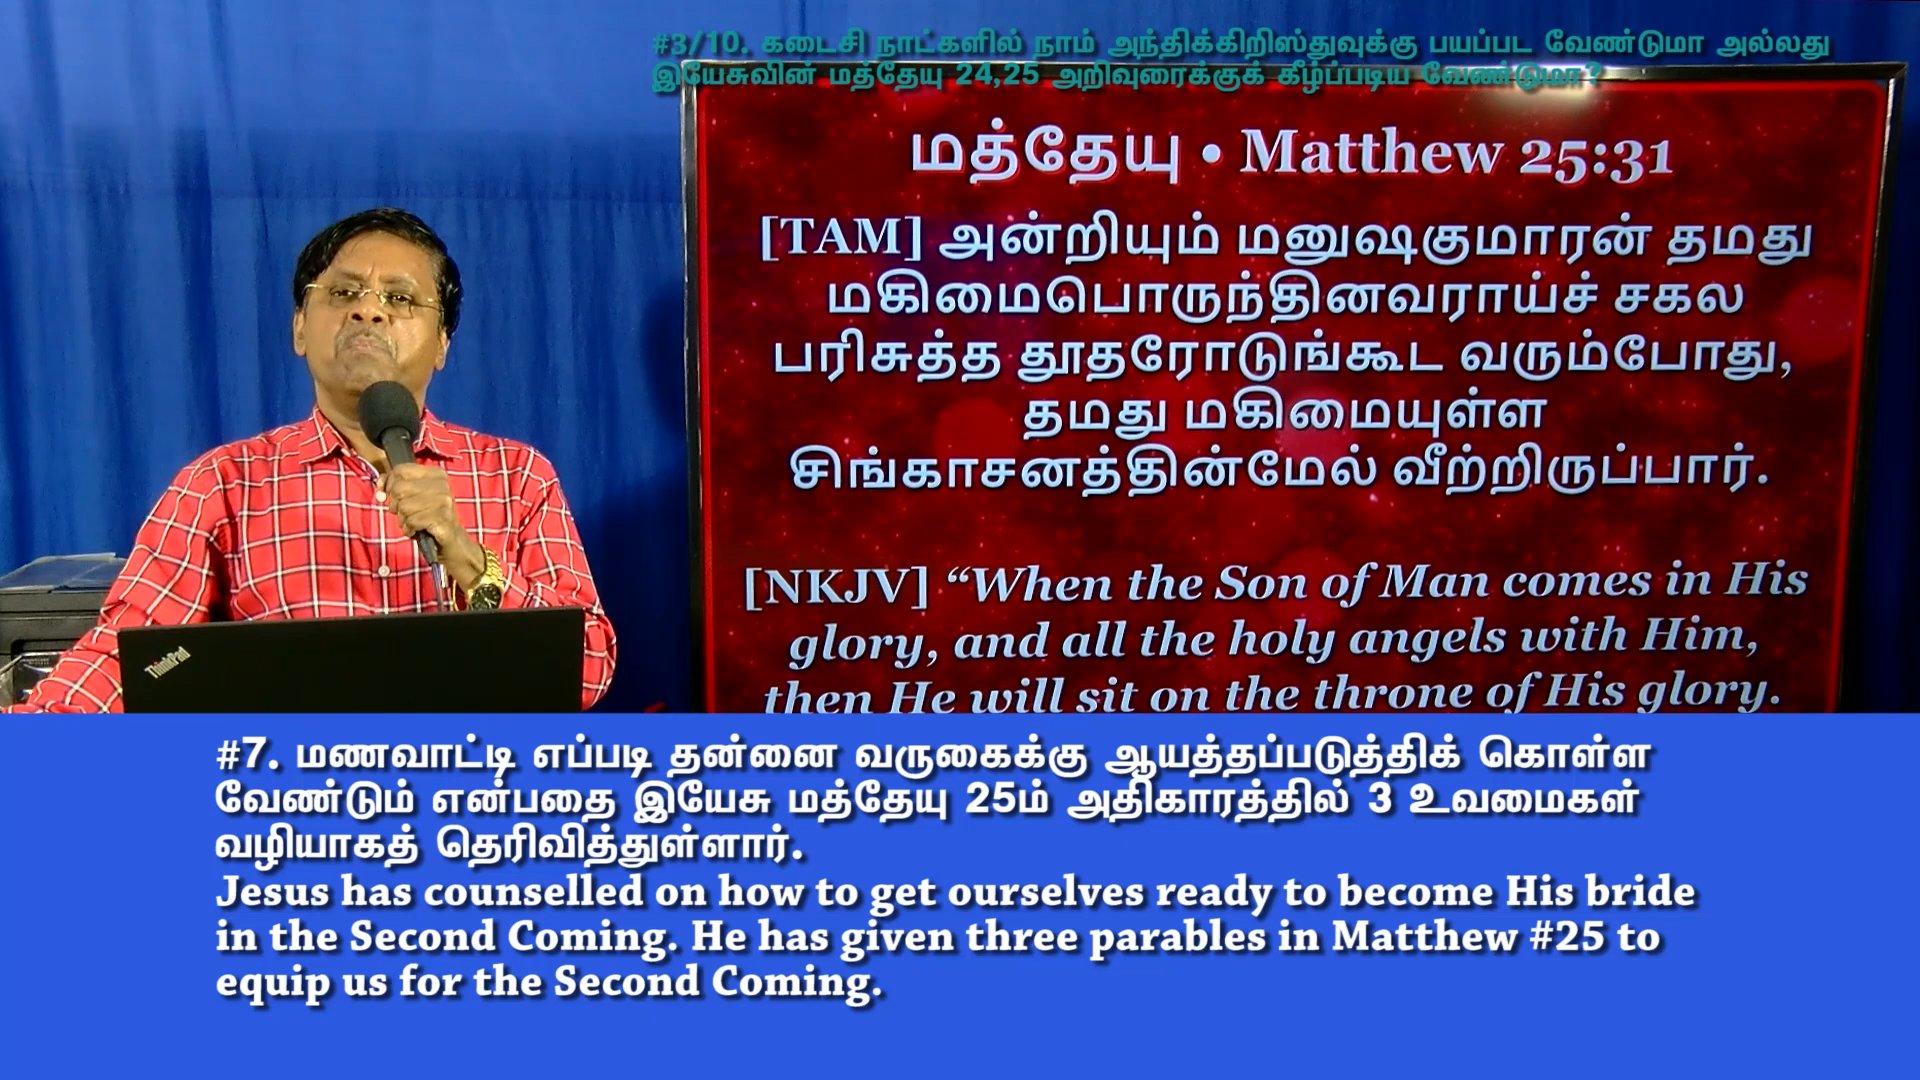 #3/10. கடைசி நாட்களில் நாம் அந்திக்கிறிஸ்துவுக்கு பயப்பட வேண்டுமா அல்லது
இயேசுவின் மத்தேயு 24,25 அறிவுரைக்குக் கீழ்ப்படிய வேண்டுமா?
மத்தேயு • Matthew 25:31
[TAM] அன்றியும் மனுஷகுமாரன் தமது
மகிமைபொருந்தினவராய்ச் சகல
பரிசுத்த தூதரோடுங்கூட வரும்போது,
தமது மகிமையுள்ள
சிங்காசனத்தின்மேல் வீற்றிருப்பார்.
[NKJV] “When the Son of Man comes in His
glory, and all the holy angels with Him,
then He will sit on the throne of His glory.
ThinkPad
#7. மணவாட்டி எப்படி தன்னை வருகைக்கு ஆயத்தப்படுத்திக் கொள்ள
வேண்டும் என்பதை இயேசு மத்தேயு 25ம் அதிகாரத்தில் 3 உவமைகள்
வழியாகத் தெரிவித்துள்ளார்.
Jesus has counselled on how to get ourselves ready to become His bride
in the Second Coming. He has given three parables in Matthew #25 to
equip us for the Second Coming.